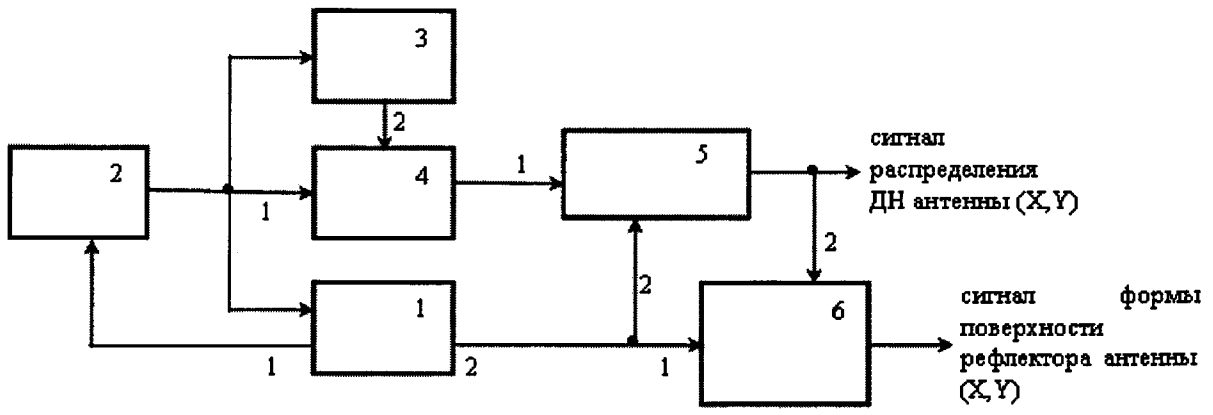 3
2
2
4
1
5
сигнал
распределения
ДН антенны (X,Y)
1
2
1
1
2
2
1
6
сигнал формы
поверхности
рефлектора антенны
(X,Y)